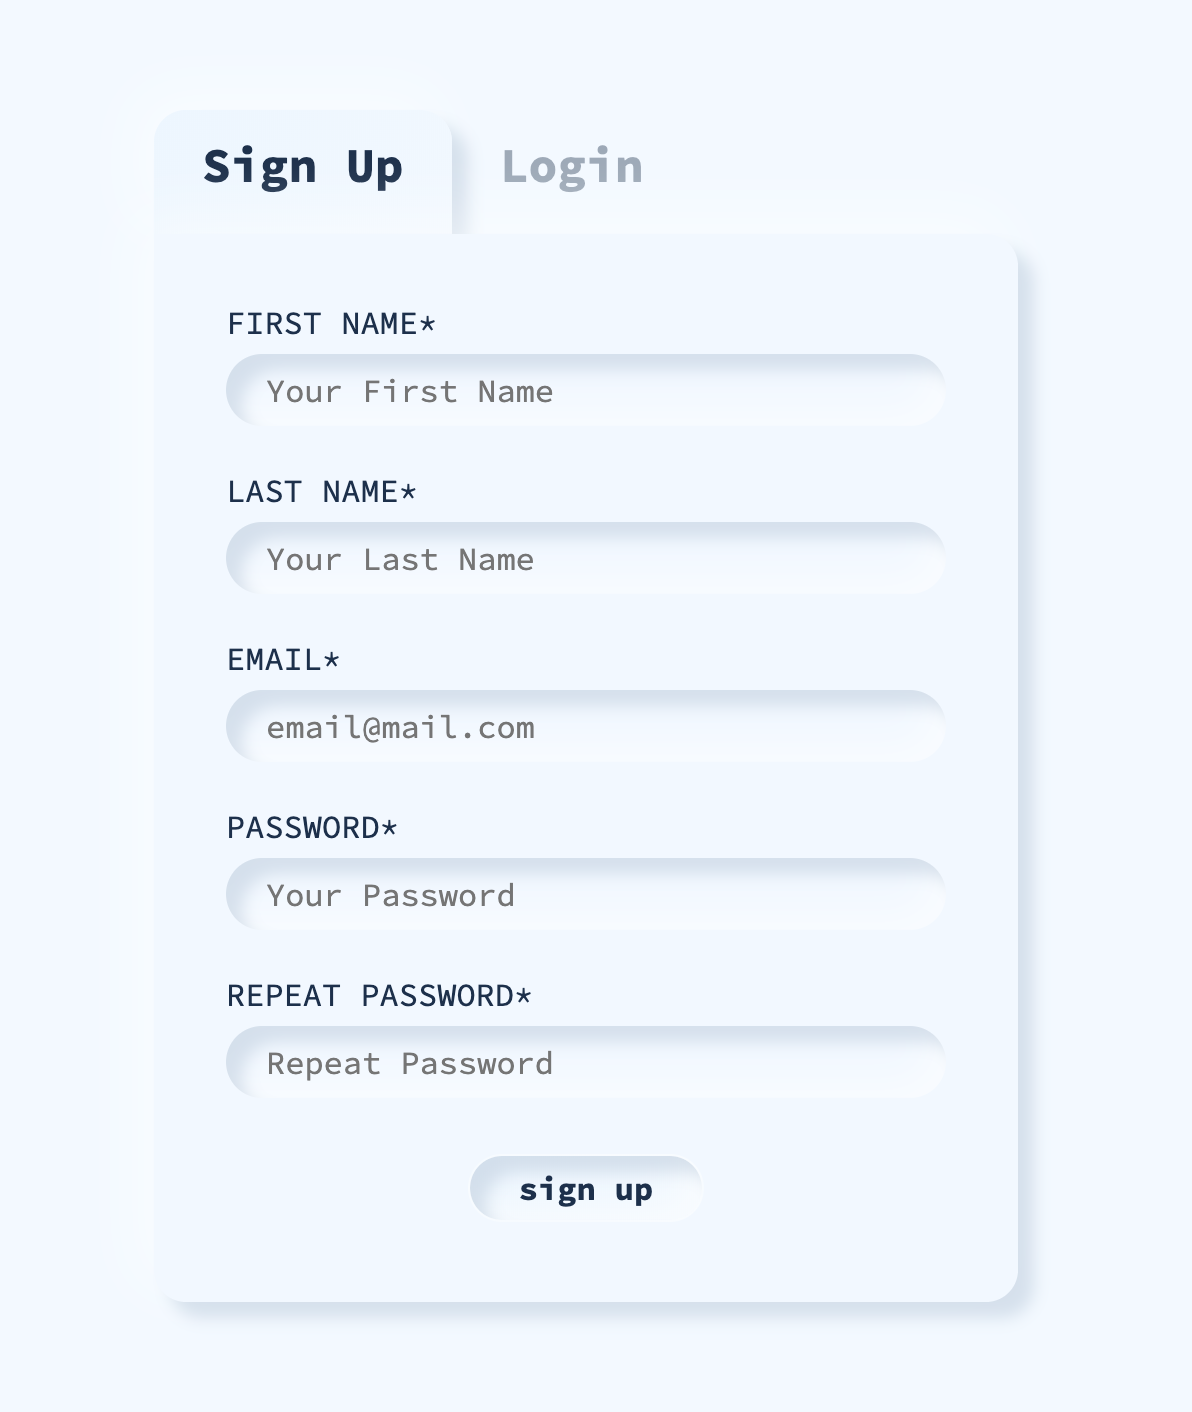 Sign Up Login
FIRST NAME*
Your First Name
LAST NAME*
Your Last Name
EMAIL*
email@mail.com
PASSWORD*
Your Password
REPEAT PASSWORD*
Repeat Password
sign up